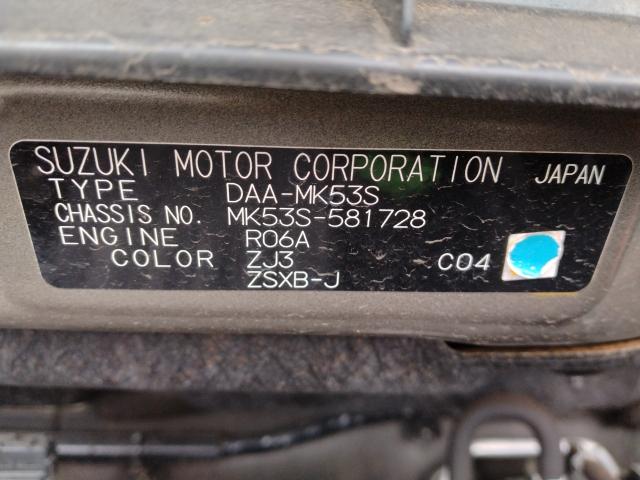 SUZUKI MOTOR CORPORATION JAPAN
TYPE DAA-MK53S
CHASSIS NO. MK53S-581728
ENGINE R06A
COLOR ZJ3 C04
ZSXB-J